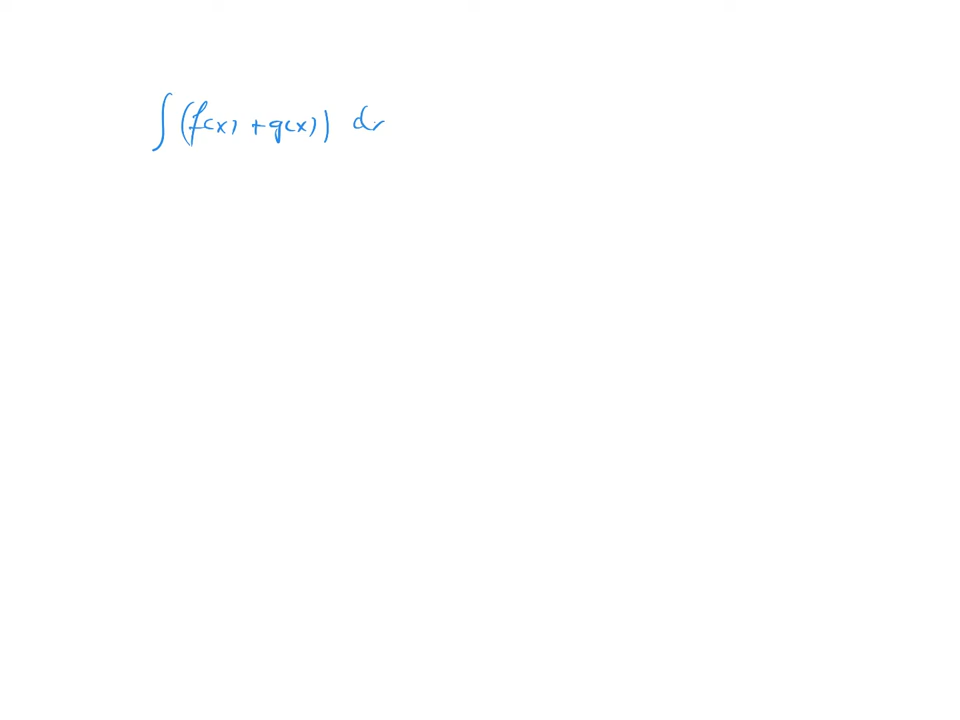 ∫(f(x) + g(x)) dx